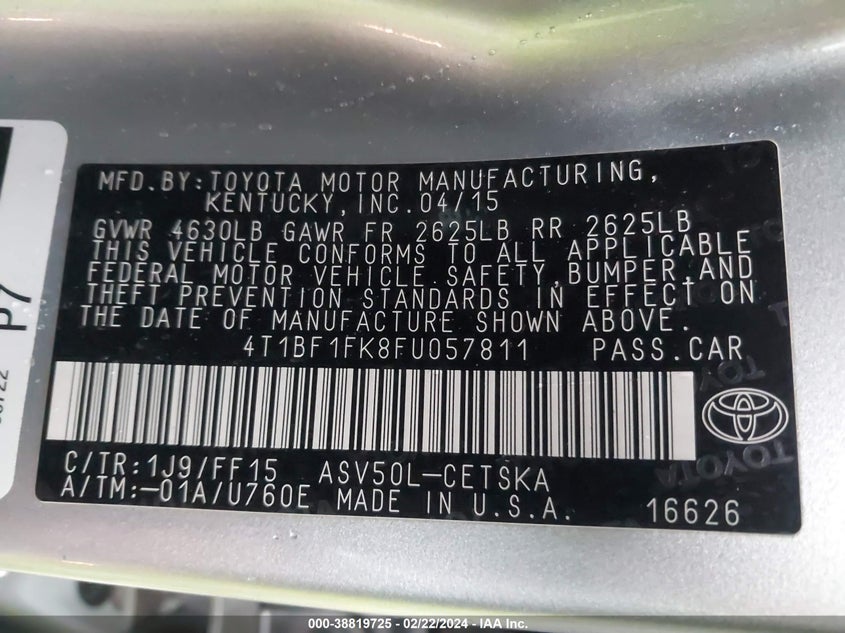 MFD.BY:TOYOTA MOTOR MANUFACTURING,
KENTUCKY,INC.04/15
GVWR 4630LB GAWR FR 2625LB RR 2625LB
THIS VEHICLE CONFORMS TO ALL APPLICABLE
FEDERAL MOTOR VEHICLE SAFETY,BUMPER,AND
THEFT PREVENTION STANDARDS IN EFFECT ON
THE DATE OF MANUFACTURE SHOWN ABOVE.
4T1BF1FK8FU057811 PASS.CAR
C/TR:1J9/FF15 ASV50L-CETSKA
A/TM:-01A/U760E MADE IN U.S.A. 16626
P7
000-38819725 - 02/22/2024 - IAA Inc.